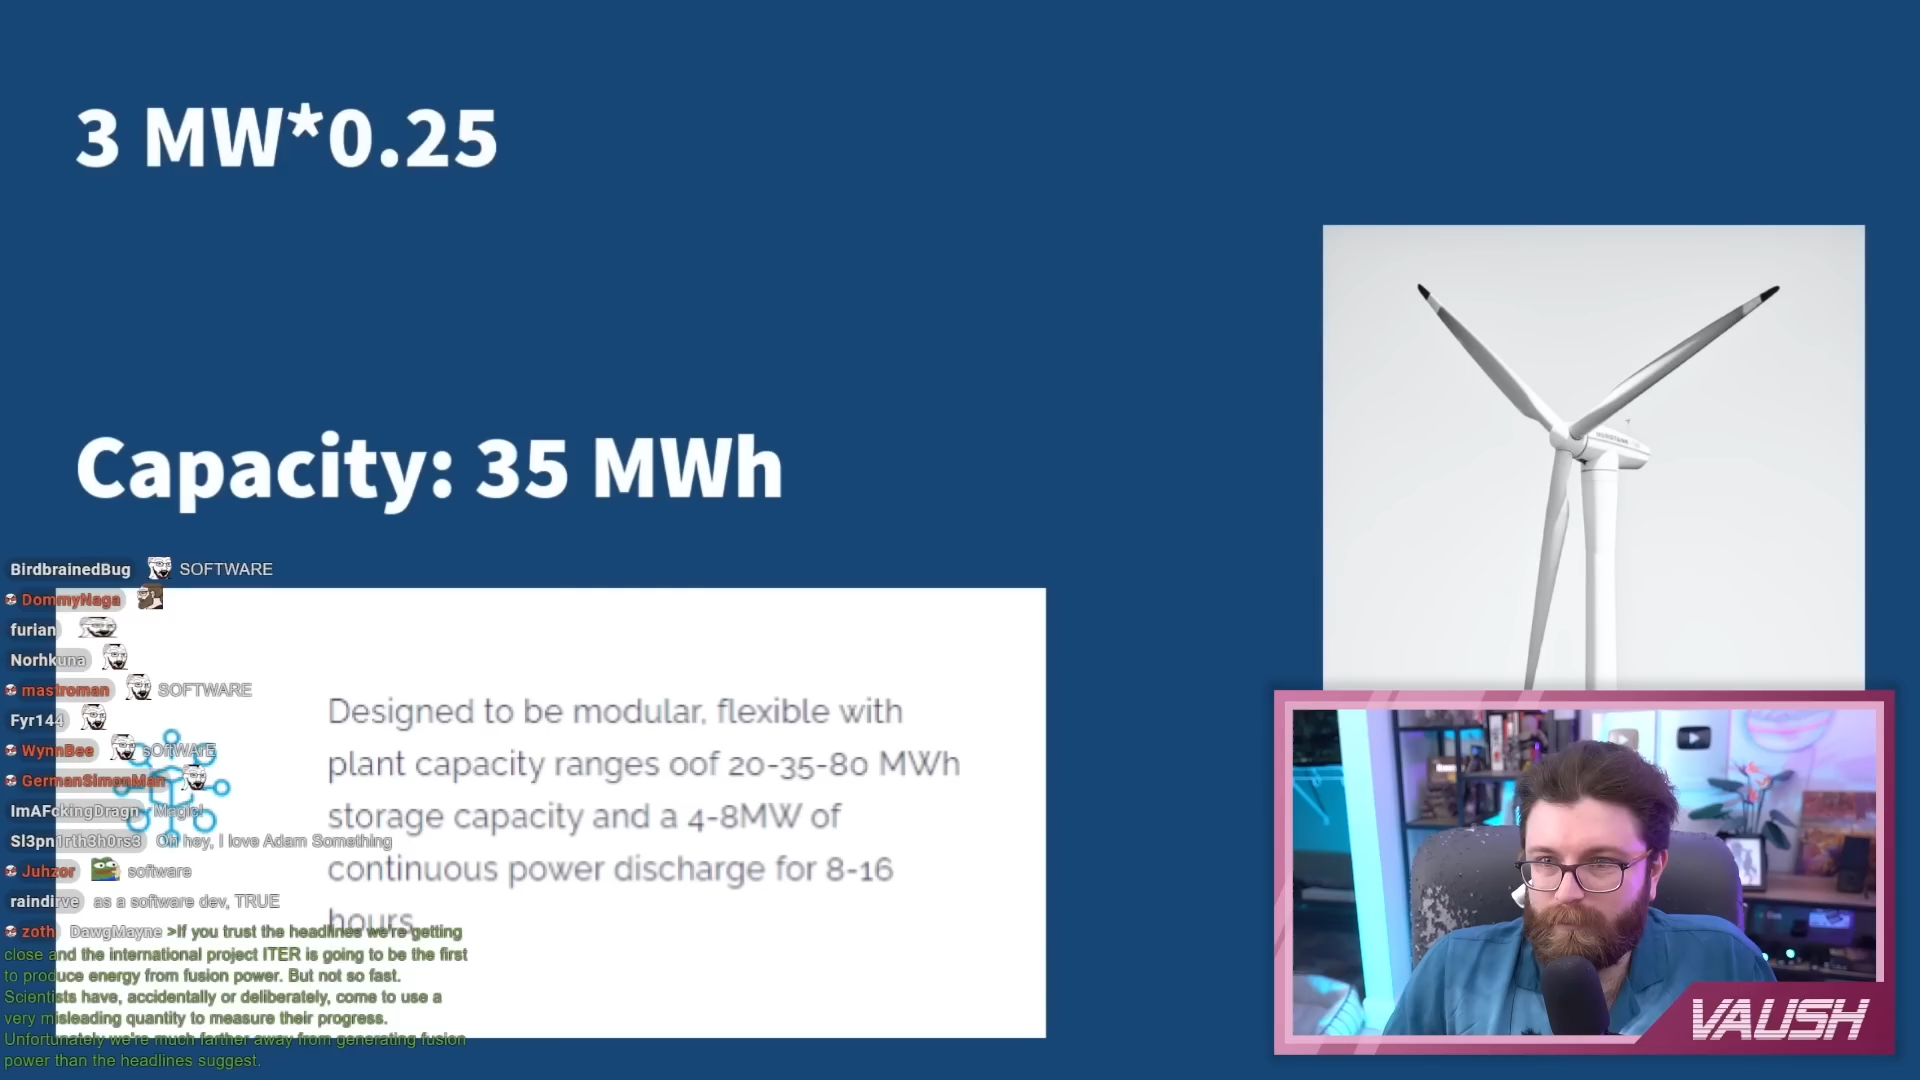 3 MW*0.25
Capacity: 35 MWh
BirdbrainedBug SOFTWARE
DommyNaga
furian
Norhkuna
mastroman SOFTWARE
Fyr144
WynnBee sOftWArE
GermanSimonMan
ImAFckingDragn Magic!
Sl3pn1rth3h0rs3 Oh hey, I love Adam Something
Juhzor software
raindirve as a software dev, TRUE
zoth DawgMayne >If you trust the headlines we're getting
close and the international project ITER is going to be the first
to produce energy from fusion power. But not so fast.
Scientists have, accidentally or deliberately, come to use a
very misleading quantity to measure their progress.
Unfortunately we're much farther away from generating fusion
power than the headlines suggest.
Designed to be modular, flexible with
plant capacity ranges oof 20-35-80 MWh
storage capacity and a 4-8MW of
continuous power discharge for 8-16
hours
VAUSH